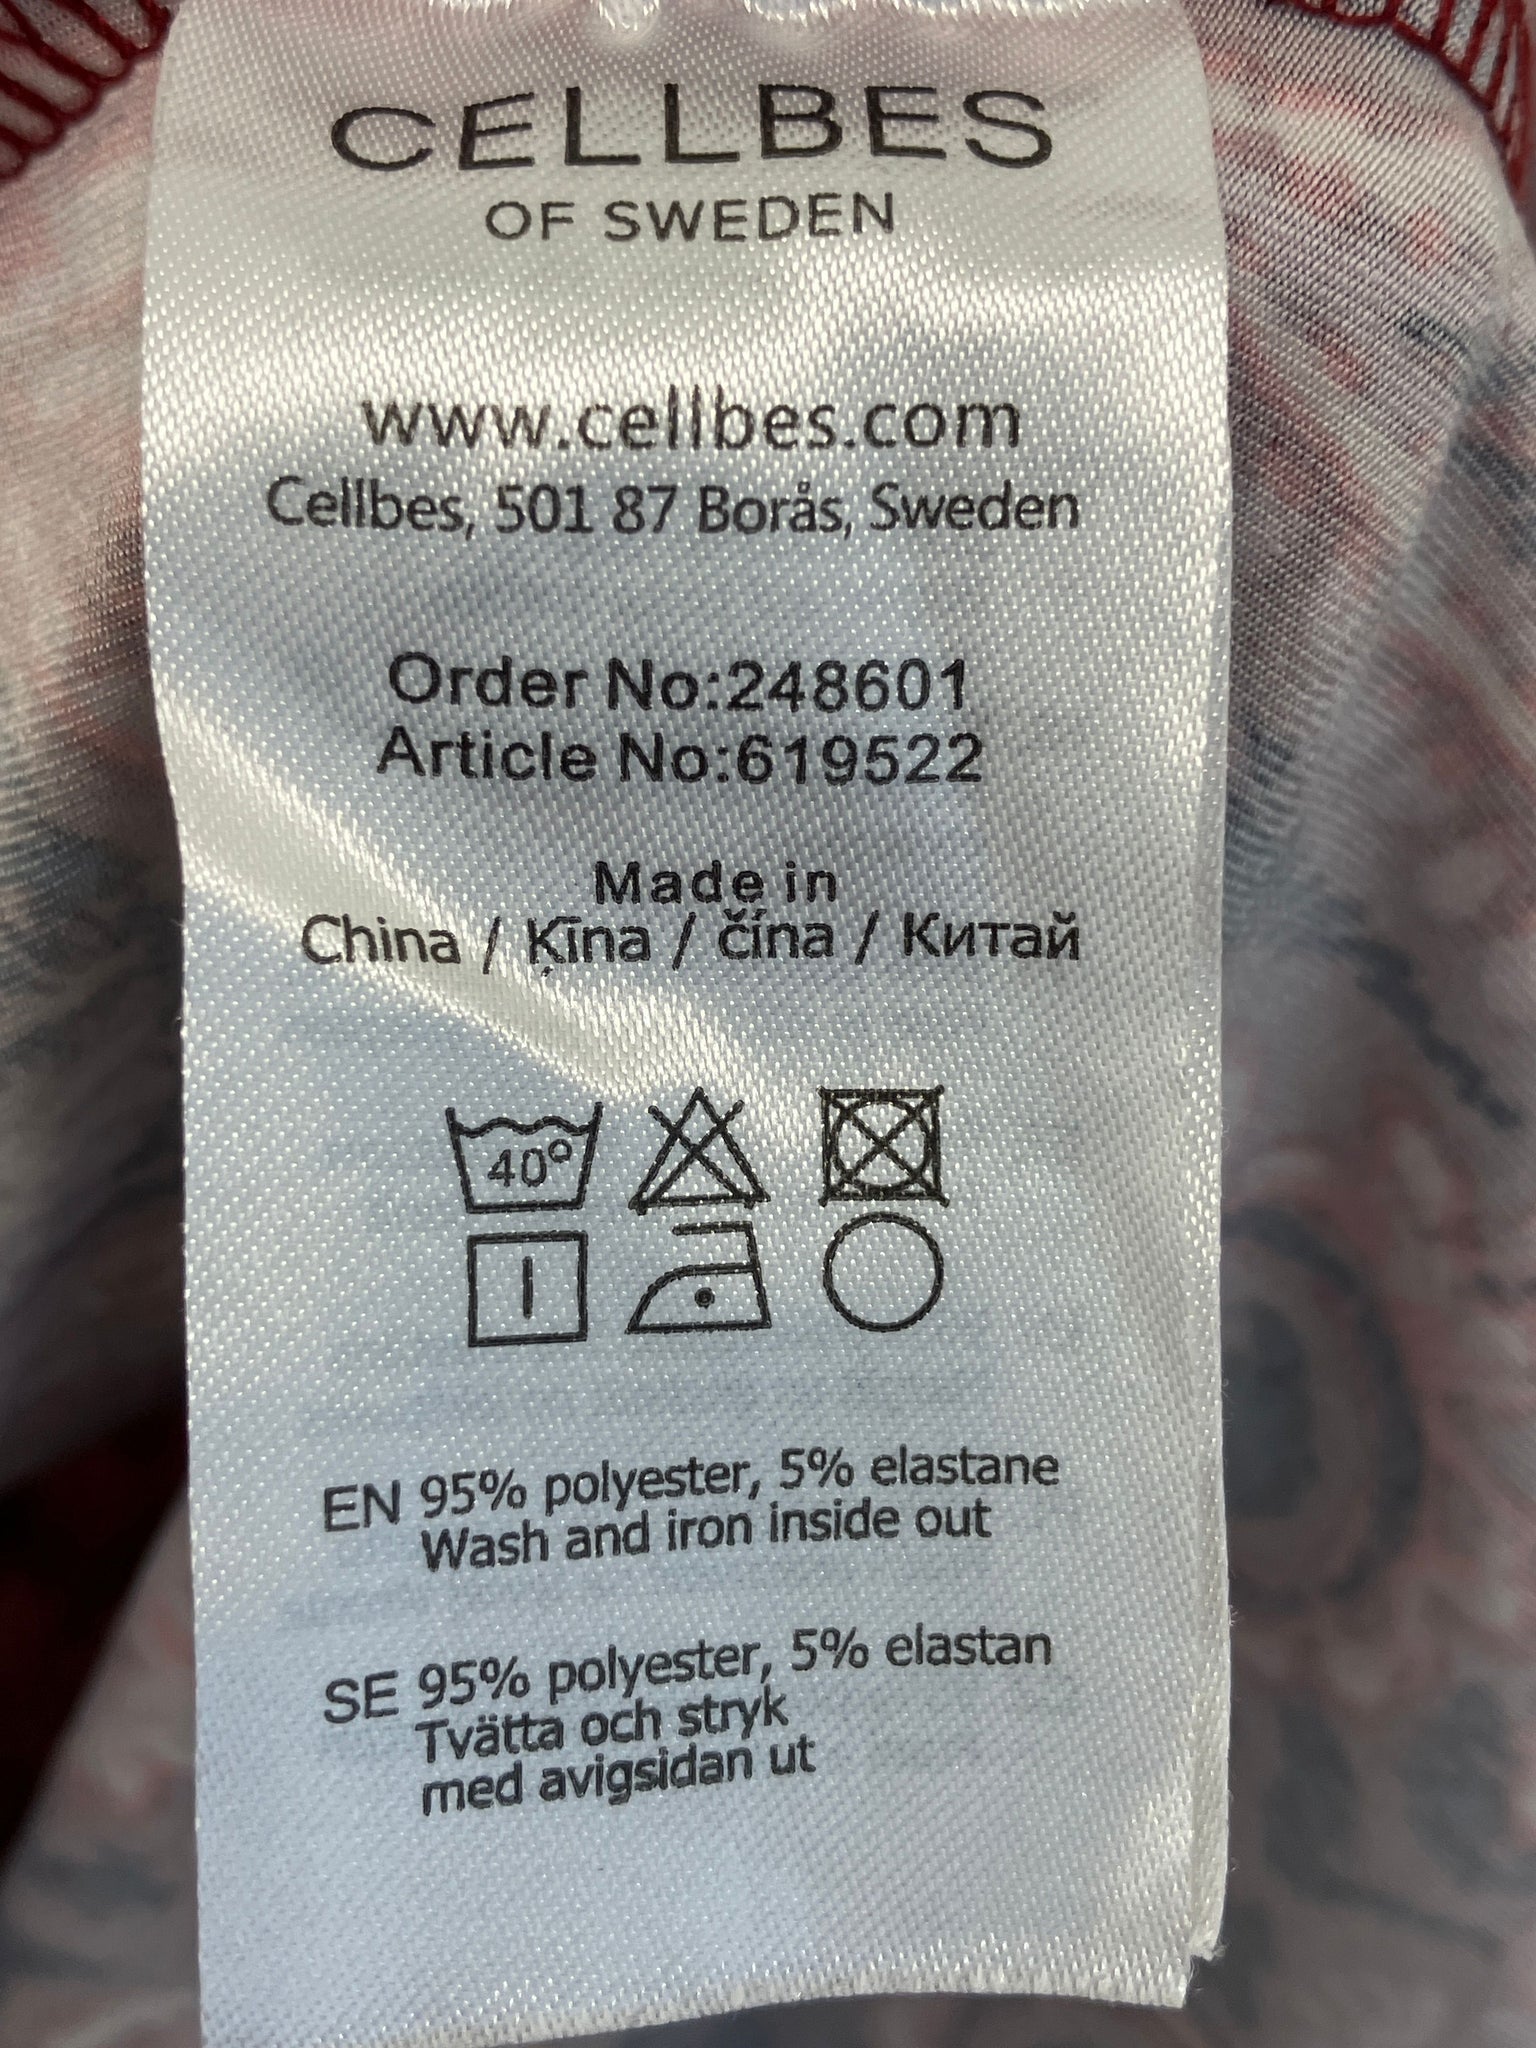 CELLBES
OF SWEDEN
www.cellbes.com
Cellbes, 501 87 Borås, Sweden
Order No:248601
Article No:619522
Made in
China / Ķīna / čína / Китай
40°
EN 95% polyester, 5% elastane
Wash and iron inside out
SE 95% polyester, 5% elastan
Tvätta och stryk
med avigsidan ut